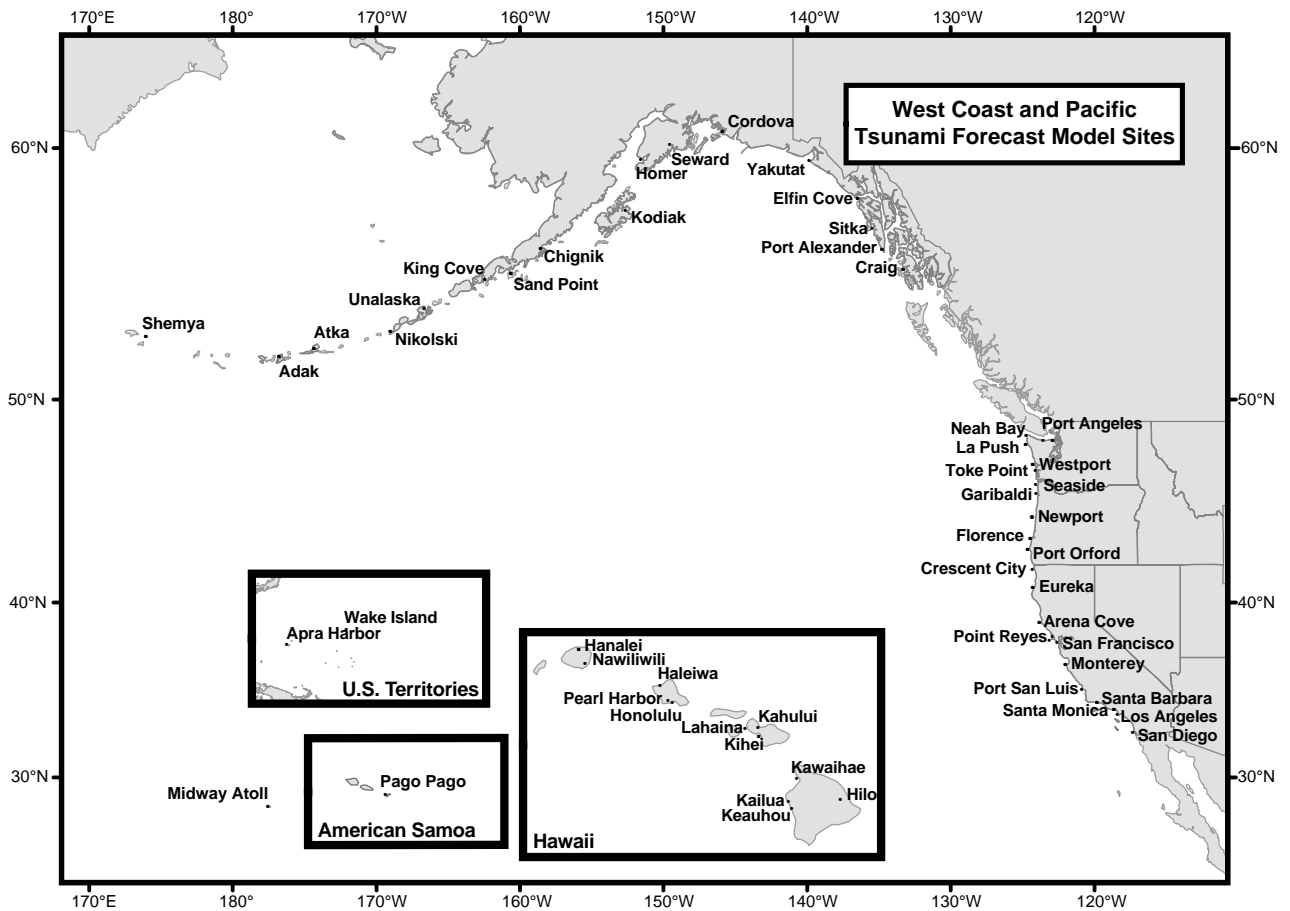 170°E 180° 170°W 160°W 150°W 140°W 130°W 120°W
West Coast and Pacific
Tsunami Forecast Model Sites
60°N 60°N
Cordova
Seward
Homer
Yakutat
Kodiak
Elfin Cove
Sitka
Port Alexander
Craig
Chignik
King Cove
Sand Point
Unalaska
Nikolski
Shemya
Atka
Adak
50°N 50°N
Neah Bay
Port Angeles
La Push
Westport
Toke Point
Seaside
Garibaldi
Newport
Florence
Port Orford
Crescent City
Eureka
40°N 40°N
Arena Cove
Point Reyes
San Francisco
Monterey
Port San Luis
Santa Barbara
Santa Monica
Los Angeles
San Diego
Wake Island
Apra Harbor
U.S. Territories
Hanalei
Nawiliwili
Haleiwa
Pearl Harbor
Honolulu
Lahaina
Kahului
Kihei
Kawaihae
Kailua
Hilo
Keauhou
Hawaii
30°N 30°N
Midway Atoll
Pago Pago
American Samoa
170°E 180° 170°W 160°W 150°W 140°W 130°W 120°W